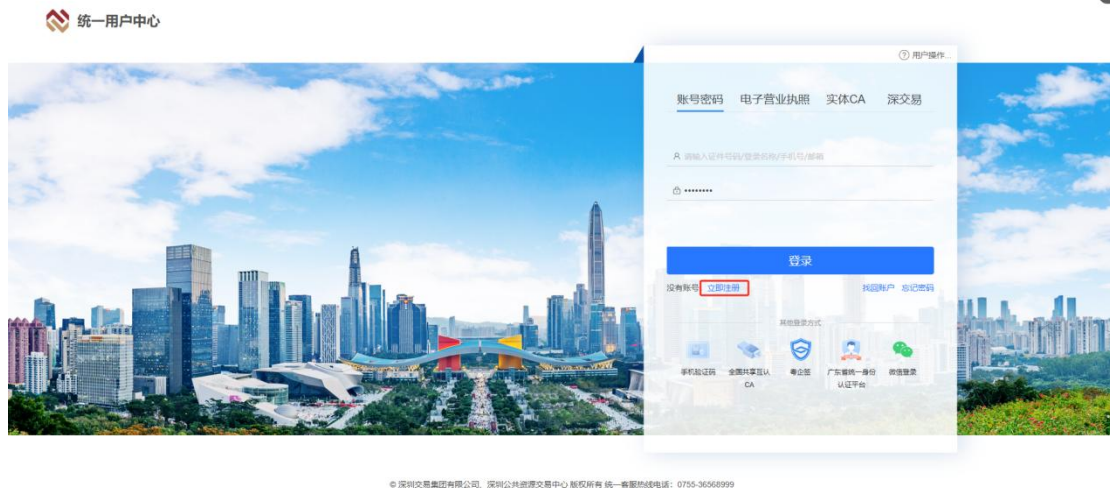 统一用户中心
用户操作...
账号密码 电子营业执照 实体CA 深交易
请输入证件号码/登录名称/手机号/邮箱
••••••••
登录
没有账号 立即注册 找回账户 忘记密码
其他登录方式
手机验证码 全国共享互认 粤企签 广东省统一身份 微信登录
CA 认证平台
© 深圳交易集团有限公司、深圳公共资源交易中心 版权所有 统一客服热线电话：0755-36568999